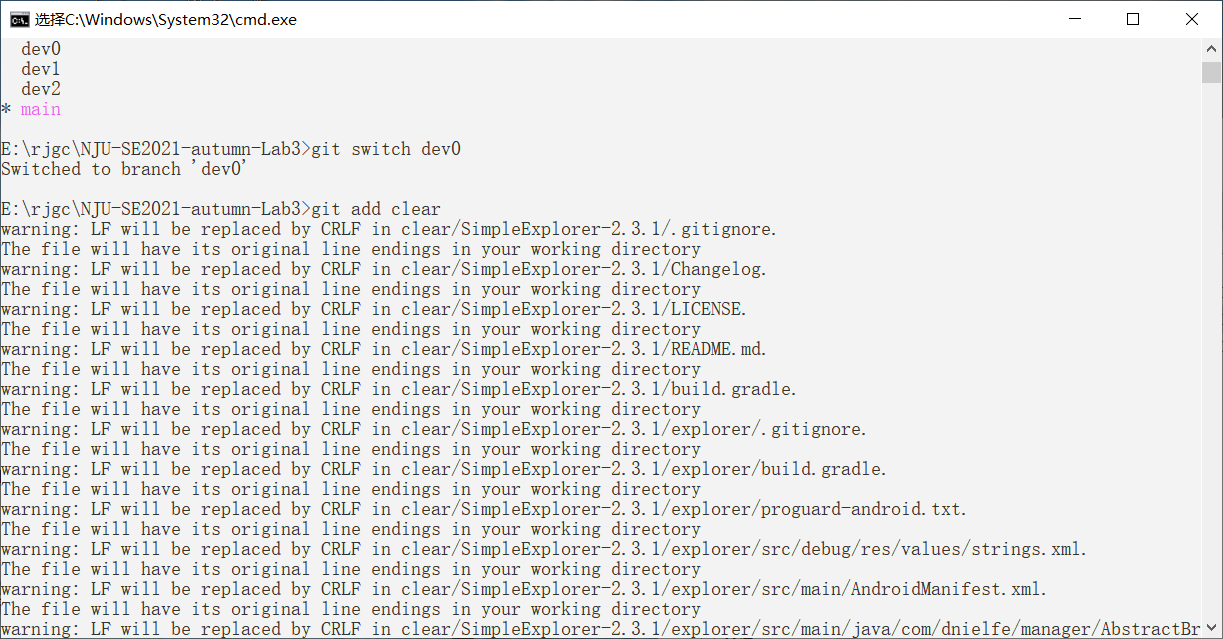 选择C:\Windows\System32\cmd.exe
dev0
dev1
dev2
* main
E:\rjgc\NJU-SE2021-autumn-Lab3>git switch dev0
Switched to branch 'dev0'
E:\rjgc\NJU-SE2021-autumn-Lab3>git add clear
warning: LF will be replaced by CRLF in clear/SimpleExplorer-2.3.1/.gitignore.
The file will have its original line endings in your working directory
warning: LF will be replaced by CRLF in clear/SimpleExplorer-2.3.1/Changelog.
The file will have its original line endings in your working directory
warning: LF will be replaced by CRLF in clear/SimpleExplorer-2.3.1/LICENSE.
The file will have its original line endings in your working directory
warning: LF will be replaced by CRLF in clear/SimpleExplorer-2.3.1/README.md.
The file will have its original line endings in your working directory
warning: LF will be replaced by CRLF in clear/SimpleExplorer-2.3.1/build.gradle.
The file will have its original line endings in your working directory
warning: LF will be replaced by CRLF in clear/SimpleExplorer-2.3.1/explorer/.gitignore.
The file will have its original line endings in your working directory
warning: LF will be replaced by CRLF in clear/SimpleExplorer-2.3.1/explorer/build.gradle.
The file will have its original line endings in your working directory
warning: LF will be replaced by CRLF in clear/SimpleExplorer-2.3.1/explorer/proguard-android.txt.
The file will have its original line endings in your working directory
warning: LF will be replaced by CRLF in clear/SimpleExplorer-2.3.1/explorer/src/debug/res/values/strings.xml.
The file will have its original line endings in your working directory
warning: LF will be replaced by CRLF in clear/SimpleExplorer-2.3.1/explorer/src/main/AndroidManifest.xml.
The file will have its original line endings in your working directory
warning: LF will be replaced by CRLF in clear/SimpleExplorer-2.3.1/explorer/src/main/java/com/dnielfe/manager/AbstractBr